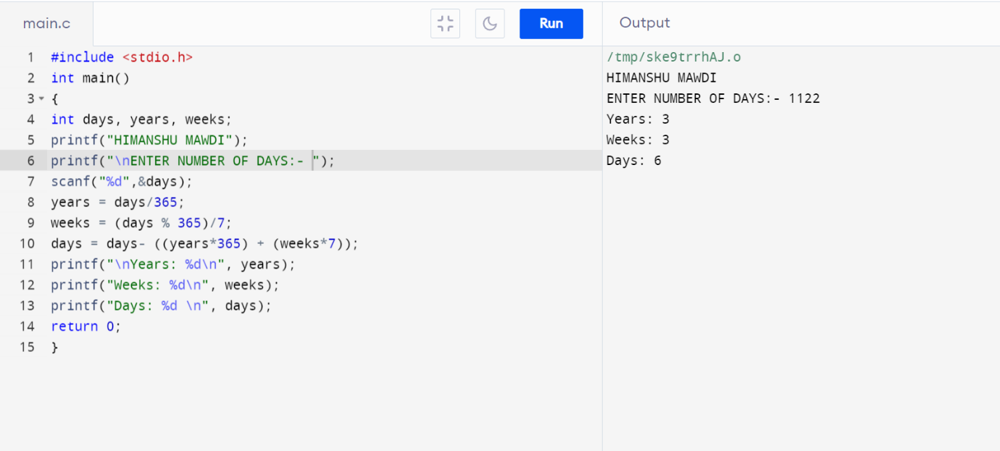 main.c
Run
Output
1 #include <stdio.h>
2 int main()
3 {
4 int days, years, weeks;
5 printf("HIMANSHU MAWDI");
6 printf("\nENTER NUMBER OF DAYS:- ");
7 scanf("%d",&days);
8 years = days/365;
9 weeks = (days % 365)/7;
10 days = days- ((years*365) + (weeks*7));
11 printf("\nYears: %d\n", years);
12 printf("Weeks: %d\n", weeks);
13 printf("Days: %d \n", days);
14 return 0;
15 }
/tmp/ske9trrhAJ.o
HIMANSHU MAWDI
ENTER NUMBER OF DAYS:- 1122
Years: 3
Weeks: 3
Days: 6